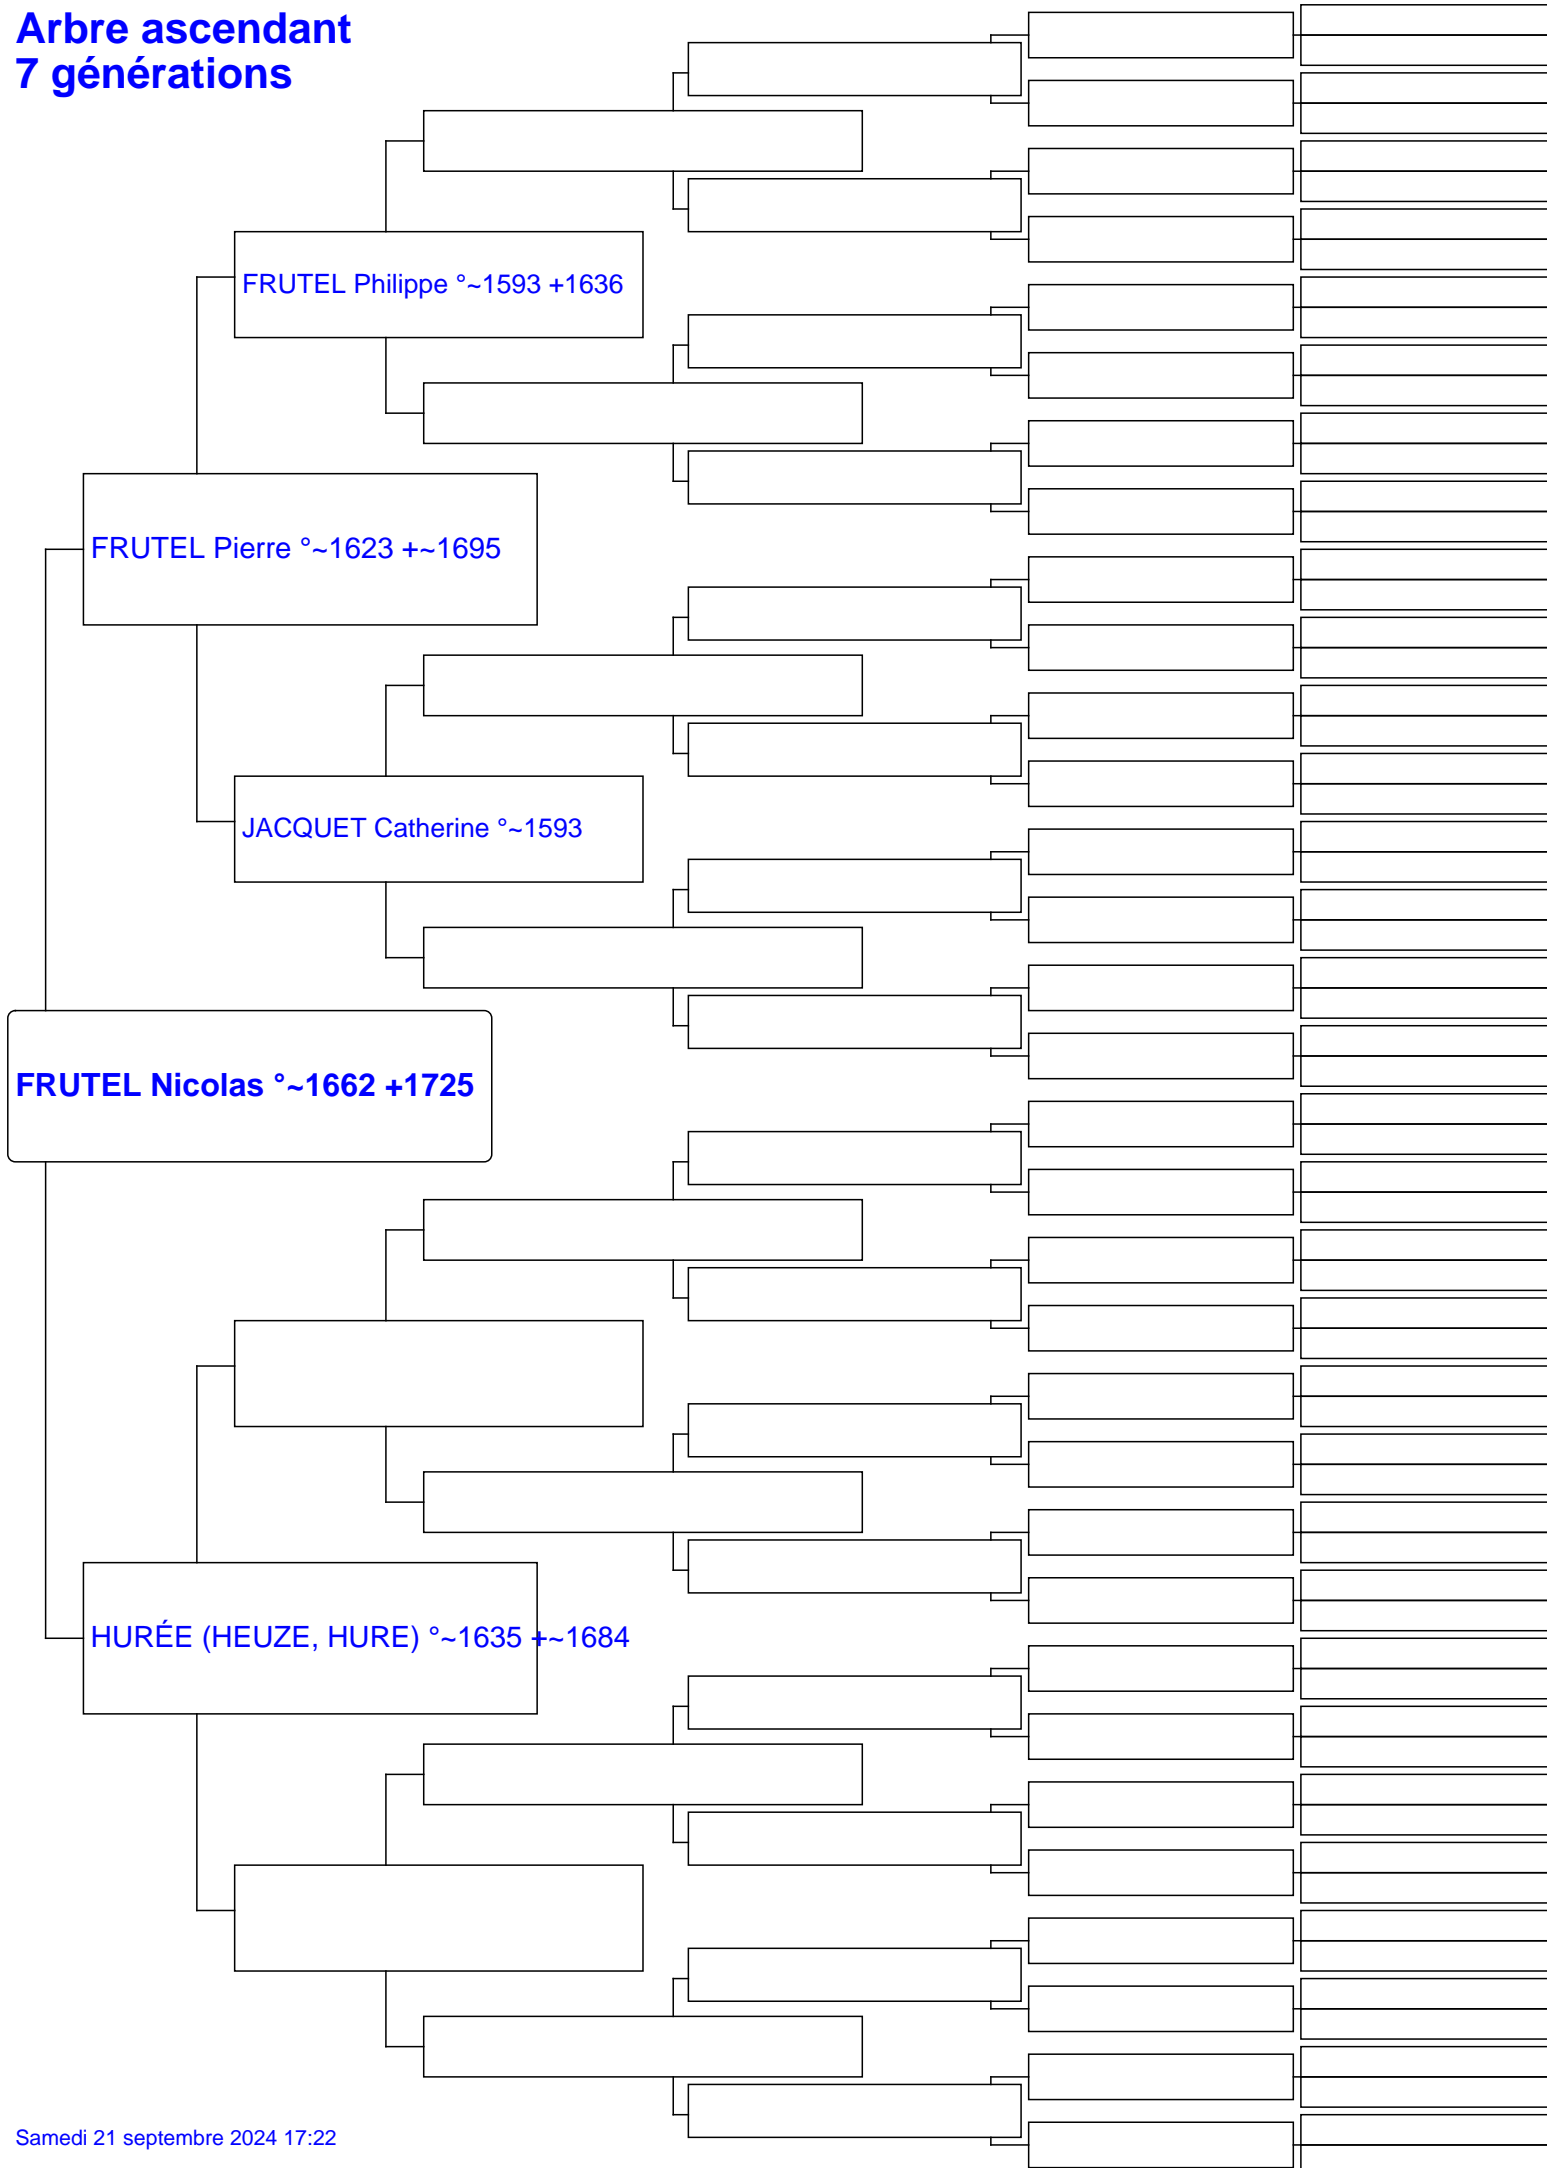 Arbre ascendant
7 générations
FRUTEL Philippe °~1593 +1636
FRUTEL Pierre °~1623 +~1695
JACQUET Catherine °~1593
FRUTEL Nicolas °~1662 +1725
HURÉE (HEUZE, HURE) °~1635 +~1684
Samedi 21 septembre 2024 17:22